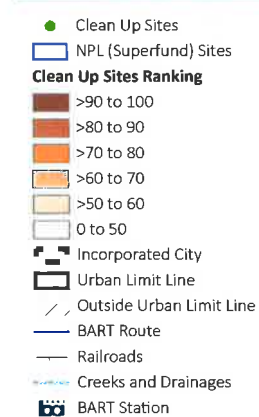 Clean Up Sites
NPL (Superfund) Sites
Clean Up Sites Ranking
>90 to 100
>80 to 90
>70 to 80
>60 to 70
>50 to 60
0 to 50
Incorporated City
Urban Limit Line
Outside Urban Limit Line
BART Route
Railroads
Creeks and Drainages
BART Station